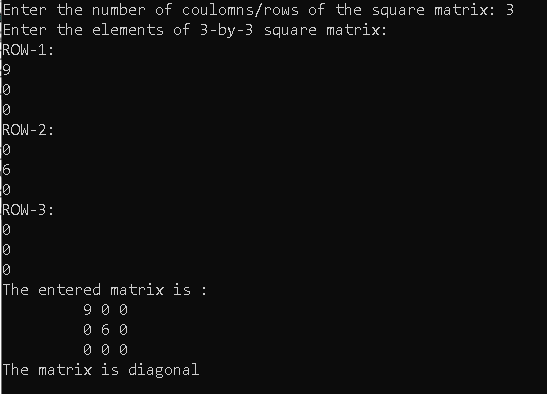 Enter the number of coulomns/rows of the square matrix: 3
Enter the elements of 3-by-3 square matrix:
ROW-1:
9
0
0
ROW-2:
0
6
0
ROW-3:
0
0
0
The entered matrix is :
9 0 0
0 6 0
0 0 0
The matrix is diagonal